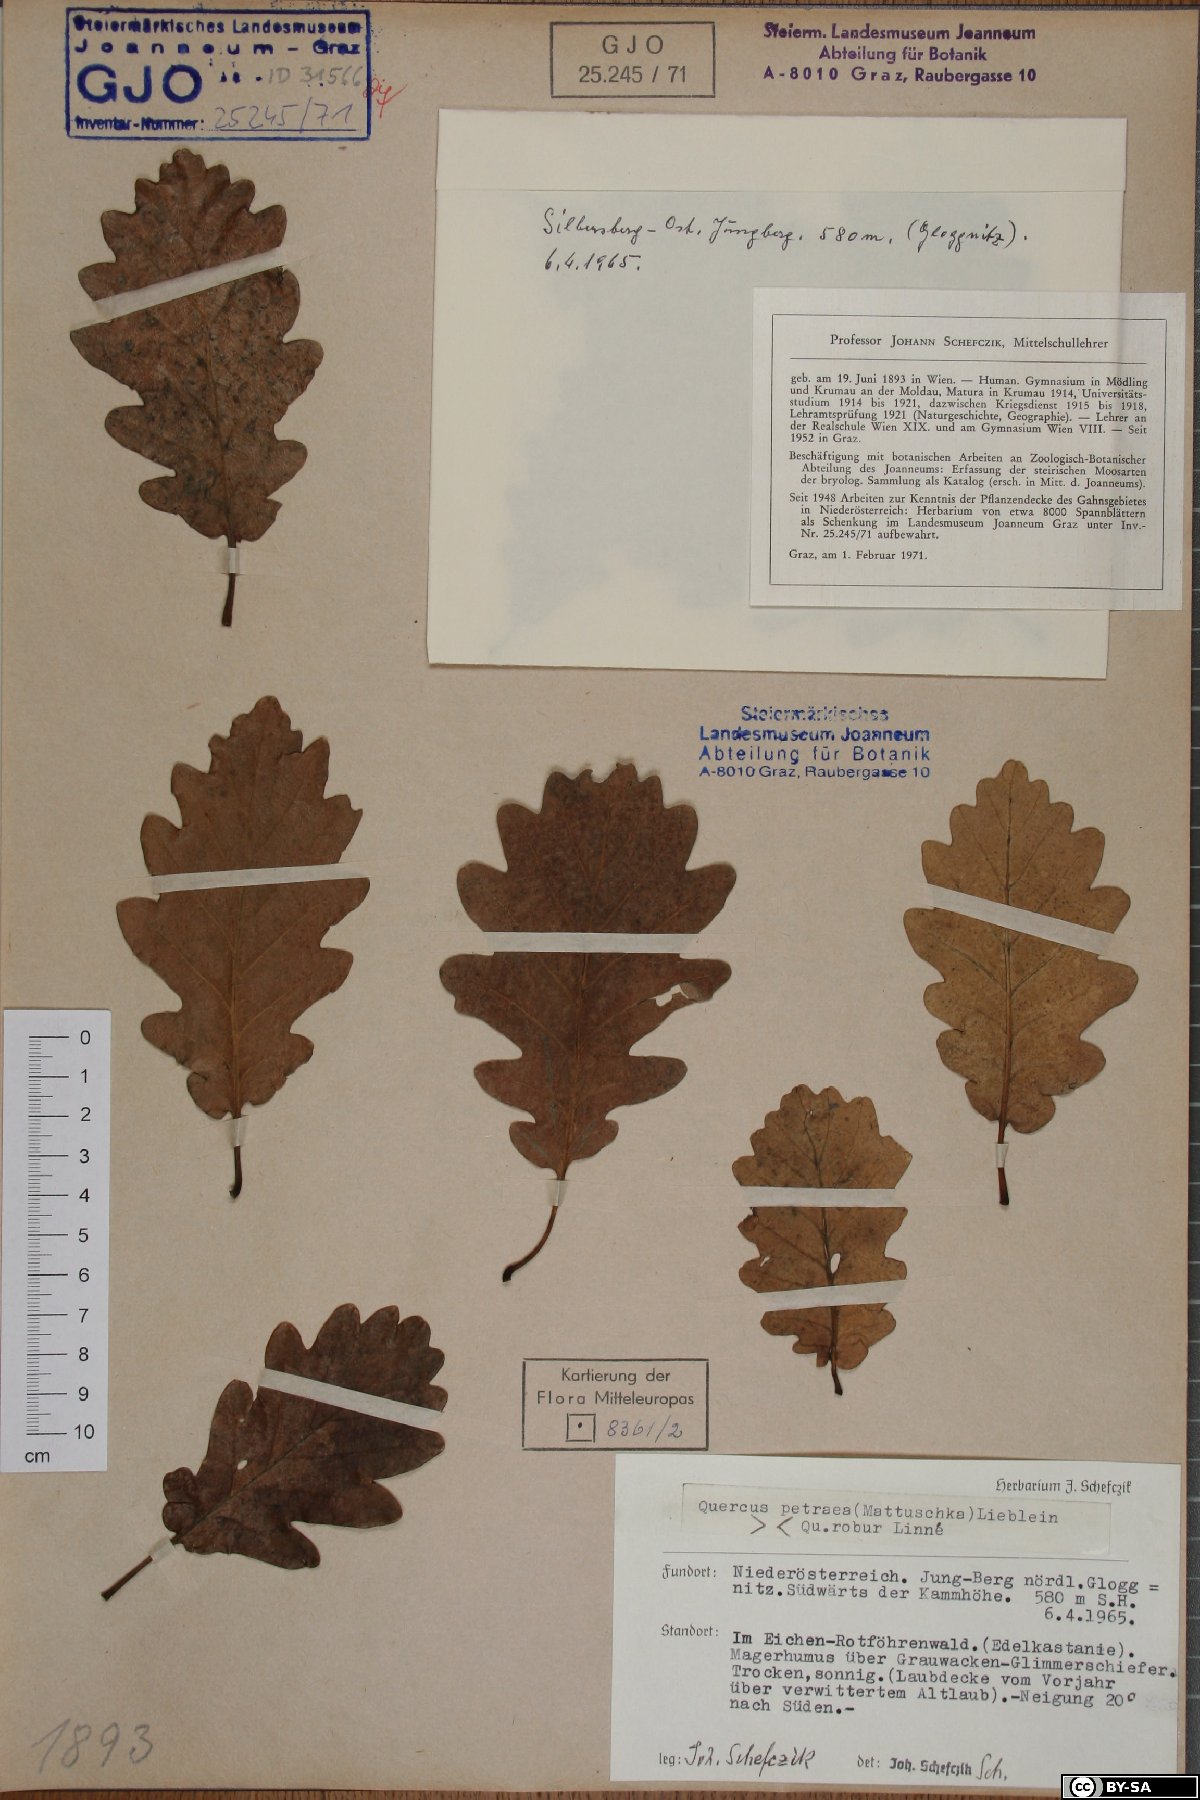 Steiermärkisches Landesmuseum
Joanneum - Graz
GJO ID 31566
Inventar-Nummer: 25245/71
GJO
25.245 / 71
Steierm. Landesmuseum Joanneum
Abteilung für Botanik
A-8010 Graz, Raubergasse 10
Silbersberg - Ost. Jungberg. 580 m. (Gloggnitz).
6.4.1965.
Professor JOHANN SCHEFCZIK, Mittelschullehrer
geb. am 19. Juni 1893 in Wien. — Human. Gymnasium in Mödling
und Krumau an der Moldau, Matura in Krumau 1914, Universitäts-
studium 1914 bis 1921, dazwischen Kriegsdienst 1915 bis 1918,
Lehramtsprüfung 1921 (Naturgeschichte, Geographie). — Lehrer an
der Realschule Wien XIX. und am Gymnasium Wien VIII. — Seit
1952 in Graz.
Beschäftigung mit botanischen Arbeiten an Zoologisch-Botanischer
Abteilung des Joanneums: Erfassung der steirischen Moosarten
der bryolog. Sammlung als Katalog (ersch. in Mitt. d. Joanneums).
Seit 1948 Arbeiten zur Kenntnis der Pflanzendecke des Gahnsgebietes
in Niederösterreich: Herbarium von etwa 8000 Spannblättern
als Schenkung im Landesmuseum Joanneum Graz unter Inv.-
Nr. 25.245/71 aufbewahrt.
Graz, am 1. Februar 1971.
Steiermärkisches
Landesmuseum Joanneum
Abteilung für Botanik
A-8010 Graz, Raubergasse 10
0
1
2
3
4
5
6
7
8
9
10
cm
Kartierung der
Flora Mitteleuropas
8361/2
Herbarium J. Schefczik
Quercus petraea(Mattuschka)Lieblein
>< Qu.robur Linné
Fundort: Niederösterreich. Jung-Berg nördl.Glogg =
nitz.Südwärts der Kammhöhe. 580 m S.H.
6.4.1965.
Standort: Im Eichen-Rotföhrenwald.(Edelkastanie).
Magerhumus über Grauwacken-Glimmerschiefer.
Trocken,sonnig.(Laubdecke vom Vorjahr
über verwittertem Altlaub).-Neigung 20°
nach Süden.-
leg: Joh. Schefczik det: Joh. Schefczik Sch.
1893
CC BY-SA